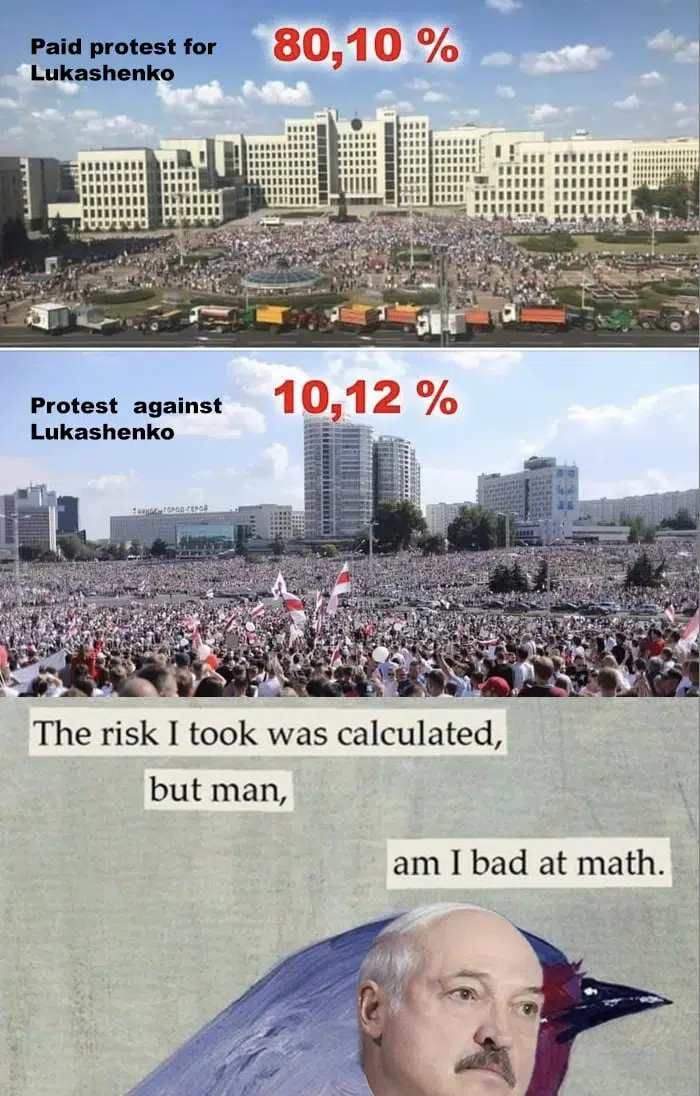 Paid protest for
Lukashenko
80,10 %
Protest against
Lukashenko
10,12 %
ГОРОД-ГЕРОЙ
The risk I took was calculated,
but man,
am I bad at math.